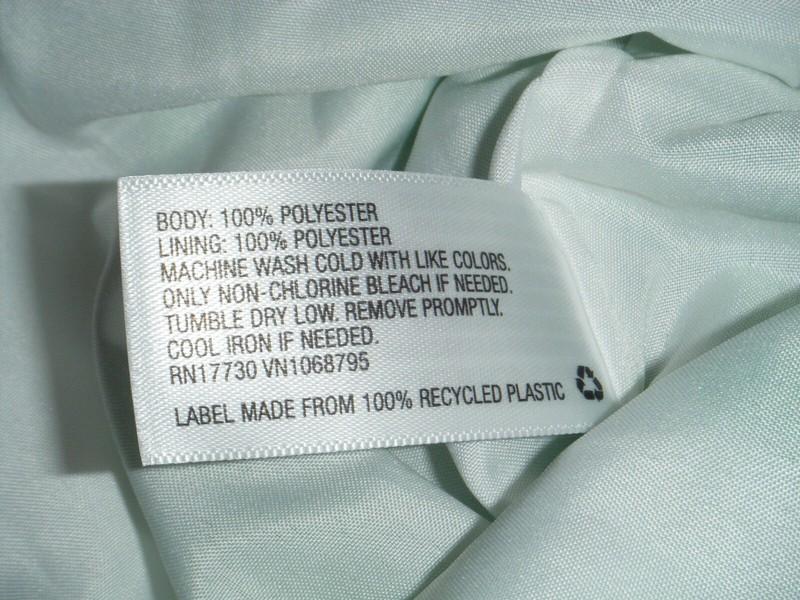 BODY: 100% POLYESTER
LINING: 100% POLYESTER
MACHINE WASH COLD WITH LIKE COLORS.
ONLY NON-CHLORINE BLEACH IF NEEDED.
TUMBLE DRY LOW. REMOVE PROMPTLY.
COOL IRON IF NEEDED.
RN17730 VN1068795
LABEL MADE FROM 100% RECYCLED PLASTIC